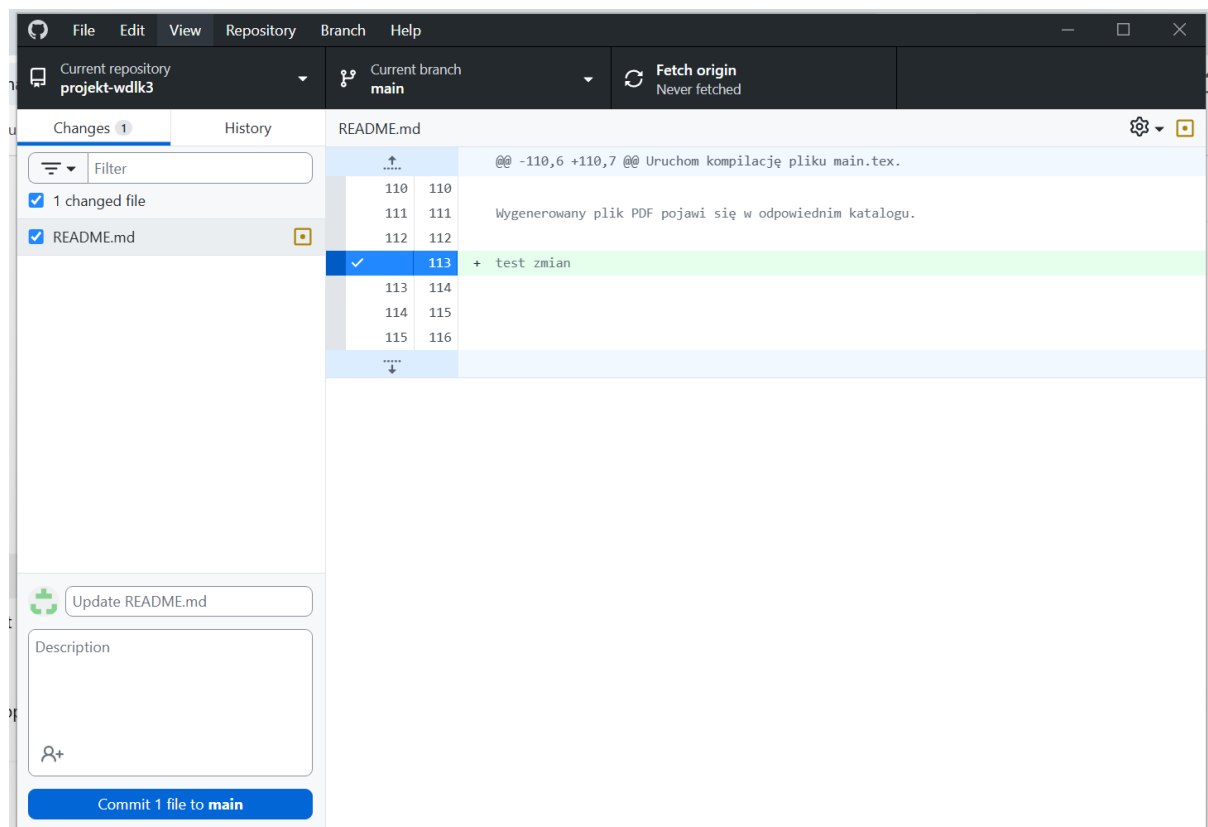 File Edit View Repository Branch Help
Current repository
projekt-wdlk3
Current branch
main
Fetch origin
Never fetched
Changes 1
History
README.md
Filter
1 changed file
README.md
@@ -110,6 +110,7 @@ Uruchom kompilację pliku main.tex.
110 110
111 111 Wygenerowany plik PDF pojawi się w odpowiednim katalogu.
112 112
113 + test zmian
113 114
114 115
115 116
Update README.md
Description
Commit 1 file to main